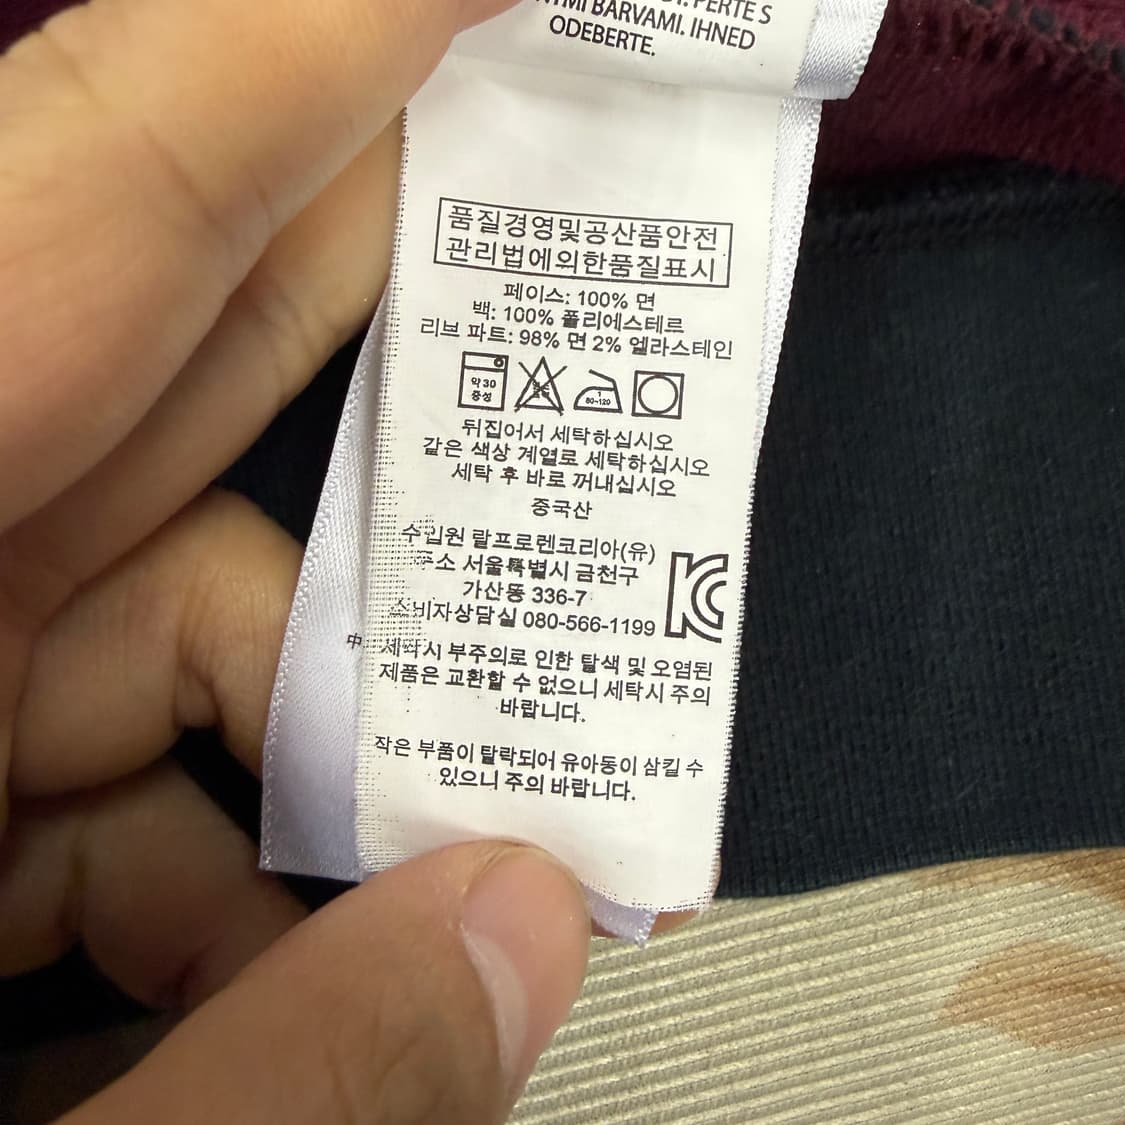 PERTE S
BARVAMI. IHNED
ODEBERTE.
품질경영및공산품안전
관리법에의한품질표시
페이스: 100% 면
백: 100% 폴리에스테르
리브 파트: 98% 면 2% 엘라스테인
약 30
중성
1
80~120
뒤집어서 세탁하십시오
같은 색상 계열로 세탁하십시오
세탁 후 바로 꺼내십시오
중국산
수입원 랄프로렌코리아(유)
주소 서울특별시 금천구
가산동 336-7
소비자상담실 080-566-1199
KC
中
세탁시 부주의로 인한 탈색 및 오염된
제품은 교환할 수 없으니 세탁시 주의
바랍니다.
작은 부품이 탈락되어 유아동이 삼킬 수
있으니 주의 바랍니다.